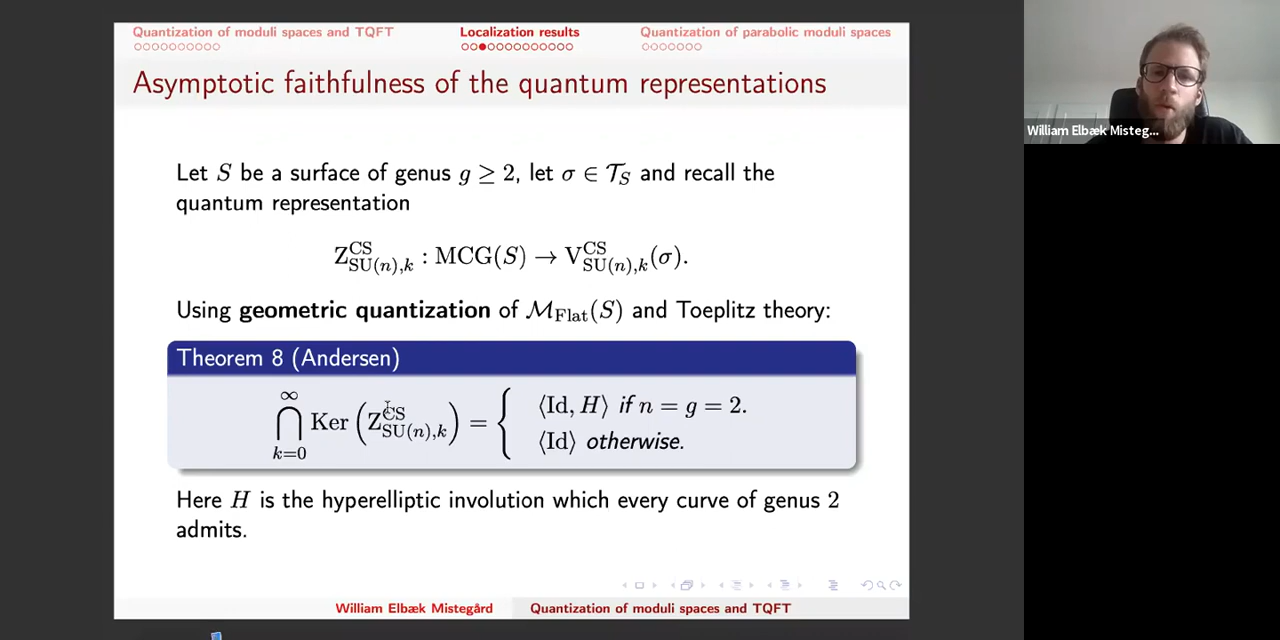 Quantization of moduli spaces and TQFT
Localization results
Quantization of parabolic moduli spaces
Asymptotic faithfulness of the quantum representations
Let S be a surface of genus g ≥ 2, let σ ∈ 𝒯_S and recall the
quantum representation
Z^CS_SU(n),k : MCG(S) → V^CS_SU(n),k(σ).
Using geometric quantization of ℳ_Flat(S) and Toeplitz theory:
Theorem 8 (Andersen)
⋂_{k=0}^∞ Ker (Z^CS_SU(n),k) = { ⟨Id, H⟩ if n = g = 2.
⟨Id⟩ otherwise.
Here H is the hyperelliptic involution which every curve of genus 2
admits.
William Elbæk Mistegård
Quantization of moduli spaces and TQFT
William Elbæk Misteg...